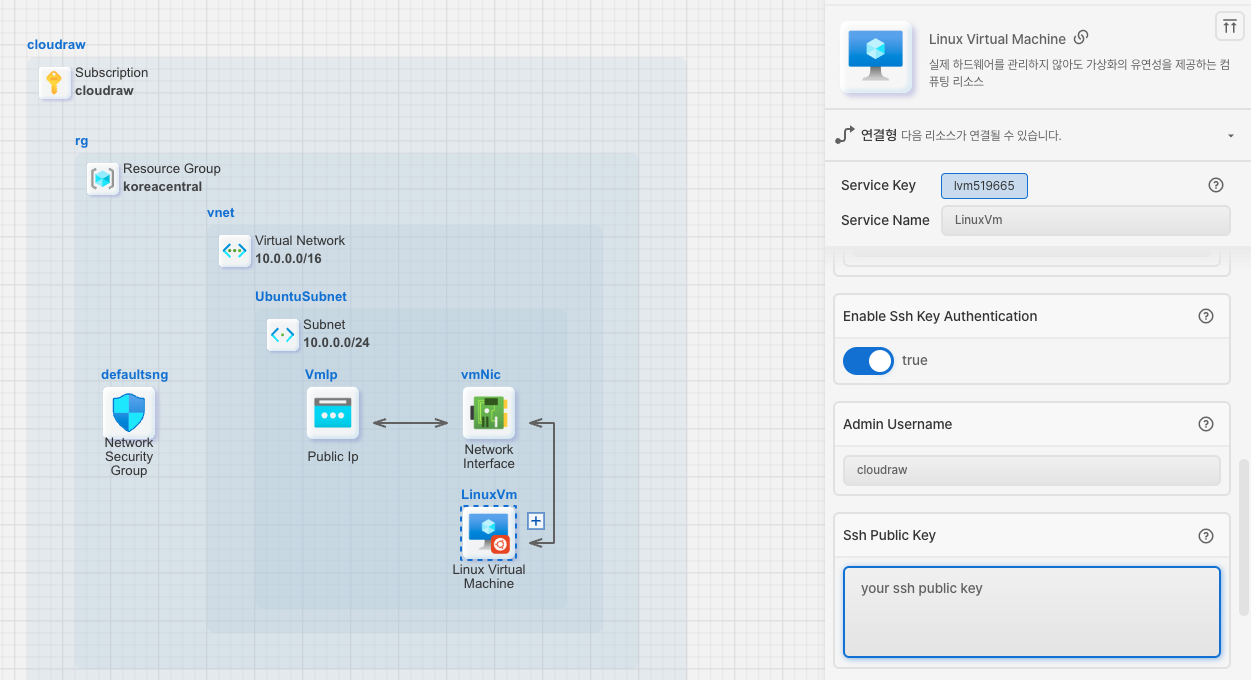 cloudraw
Subscription
cloudraw
rg
Resource Group
koreacentral
vnet
Virtual Network
10.0.0.0/16
UbuntuSubnet
Subnet
10.0.0.0/24
defaultsng
Network
Security
Group
VmIp
Public Ip
vmNic
Network
Interface
LinuxVm
Linux Virtual
Machine
Linux Virtual Machine
실제 하드웨어를 관리하지 않아도 가상화의 유연성을 제공하는 컴
퓨팅 리소스
연결형 다음 리소스가 연결될 수 있습니다.
Service Key lvm519665
Service Name LinuxVm
Enable Ssh Key Authentication
true
Admin Username
cloudraw
Ssh Public Key
your ssh public key